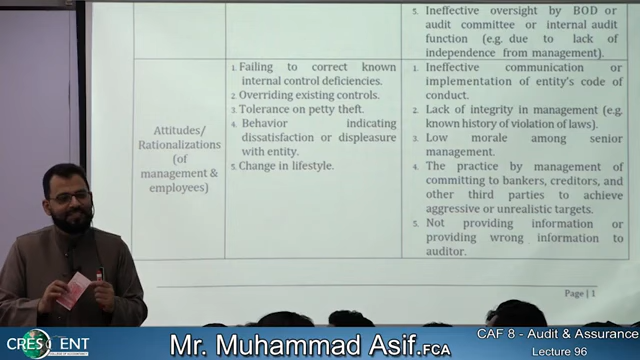 5. Ineffective oversight by BOD or
audit committee or internal audit
function (e.g. due to lack of
independence from management).
Attitudes/
Rationalizations
(of
management &
employees)
1. Failing to correct known
internal control deficiencies.
2. Overriding existing controls.
3. Tolerance on petty theft.
4. Behavior indicating
dissatisfaction or displeasure
with entity.
5. Change in lifestyle.
1. Ineffective communication or
implementation of entity's code of
conduct.
2. Lack of integrity in management (e.g.
known history of violation of laws).
3. Low morale among senior
management.
4. The practice by management of
committing to bankers, creditors, and
other third parties to achieve
aggressive or unrealistic targets.
5. Not providing information or
providing wrong information to
auditor.
Page | 1
CRESCENT
COLLEGE OF ACCOUNTANCY
Mr. Muhammad Asif.FCA
CAF 8 - Audit & Assurance
Lecture 96